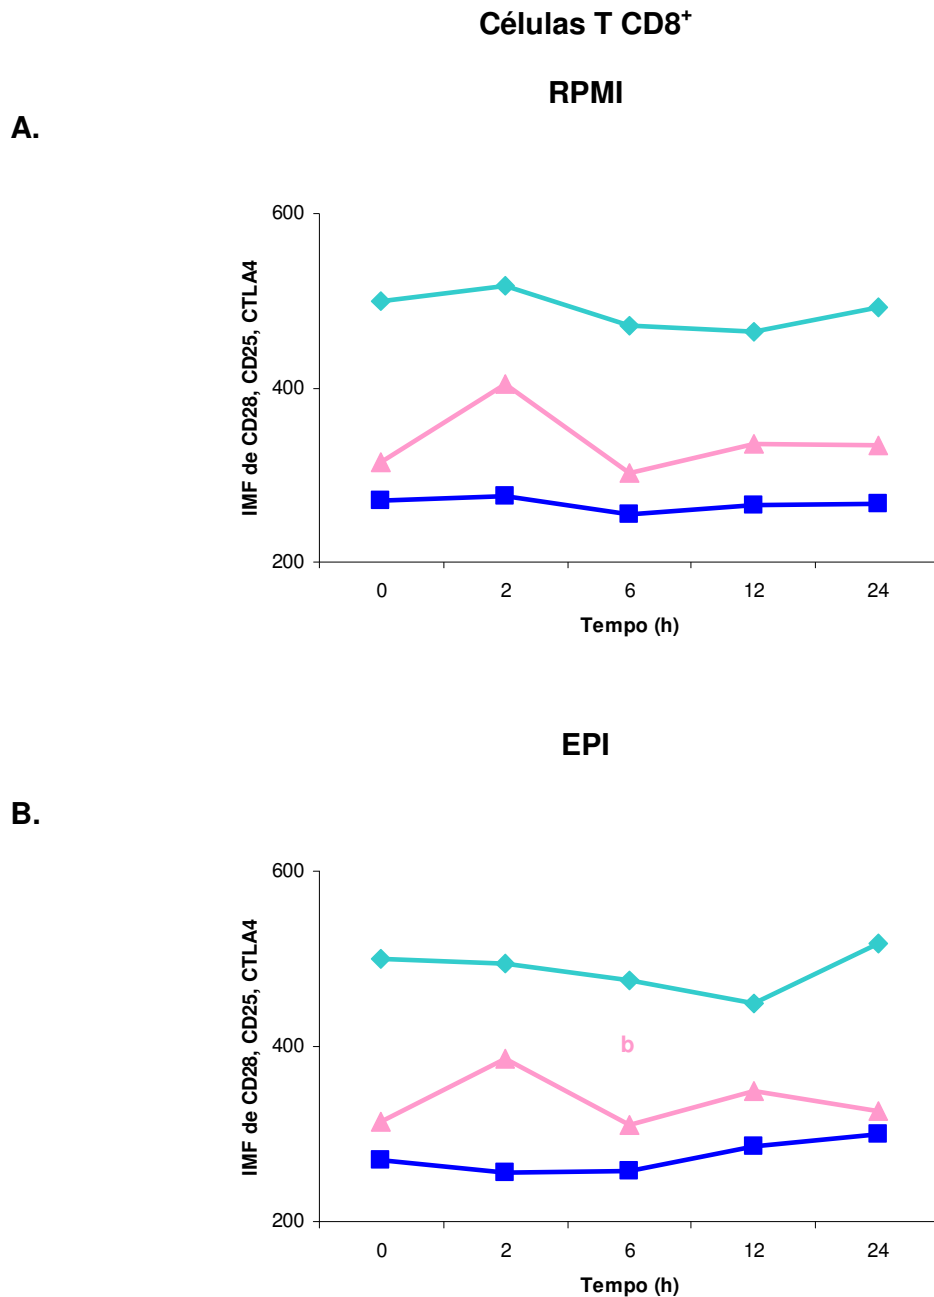 Células T CD8+
RPMI
A.
600
400
200
IMF de CD28, CD25, CTLA4
0 2 6 12 24
Tempo (h)
EPI
B.
600
400
200
IMF de CD28, CD25, CTLA4
b
0 2 6 12 24
Tempo (h)